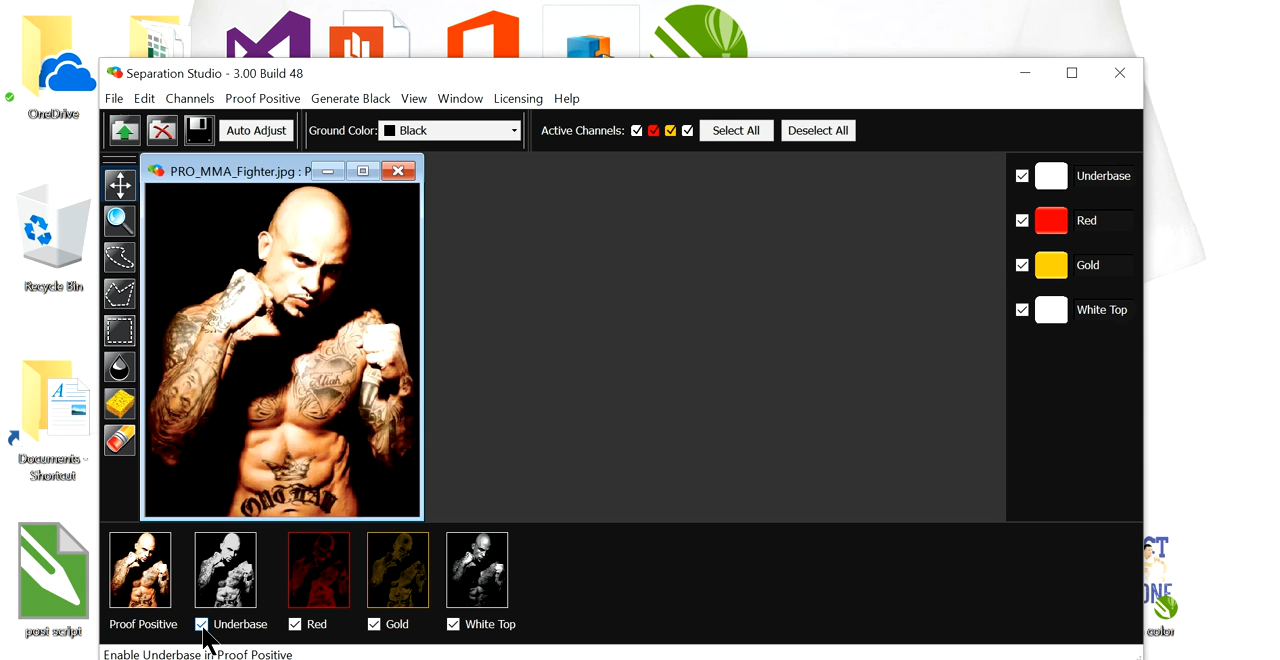 OneDrive
Recycle Bin
Documents -
Shortcut
post script
Separation Studio - 3.00 Build 48
File Edit Channels Proof Positive Generate Black View Window Licensing Help
Auto Adjust Ground Color: Black Active Channels: Select All Deselect All
PRO_MMA_Fighter.jpg : P
Underbase
Red
Gold
White Top
Proof Positive Underbase Red Gold White Top
Enable Underbase in Proof Positive
color